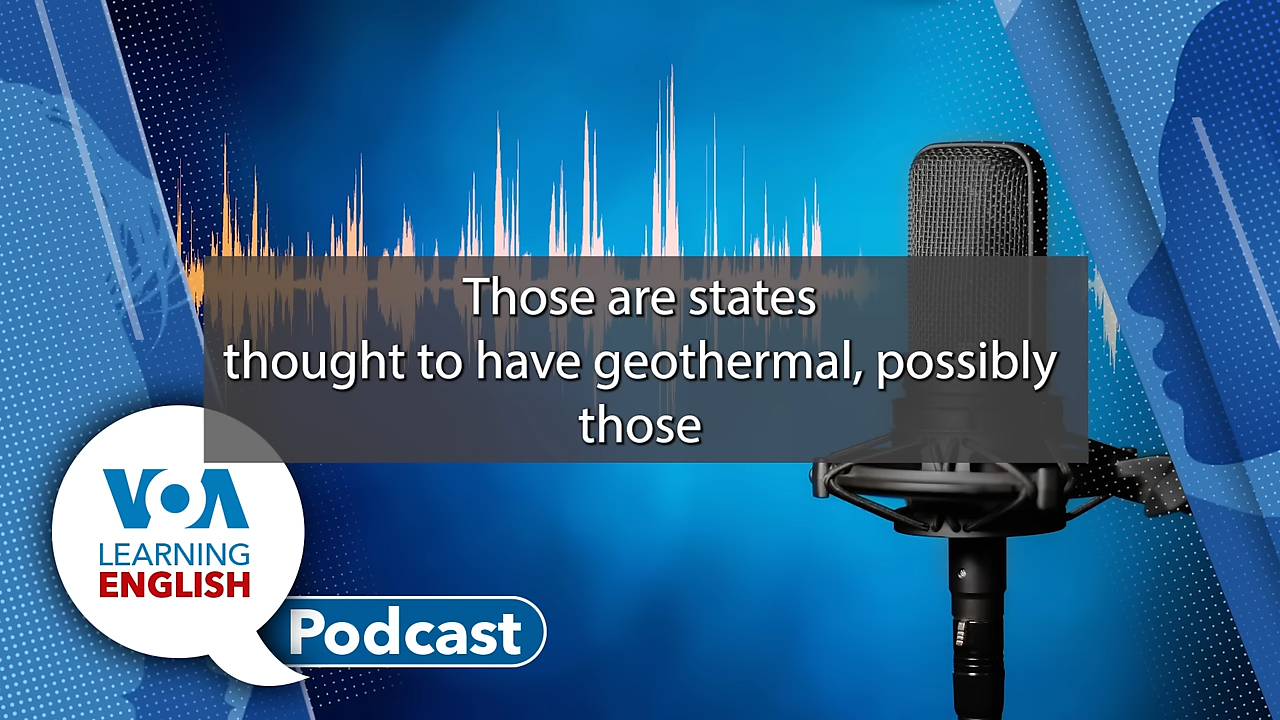 Those are states
thought to have geothermal, possibly
those
VOA
LEARNING
ENGLISH
Podcast